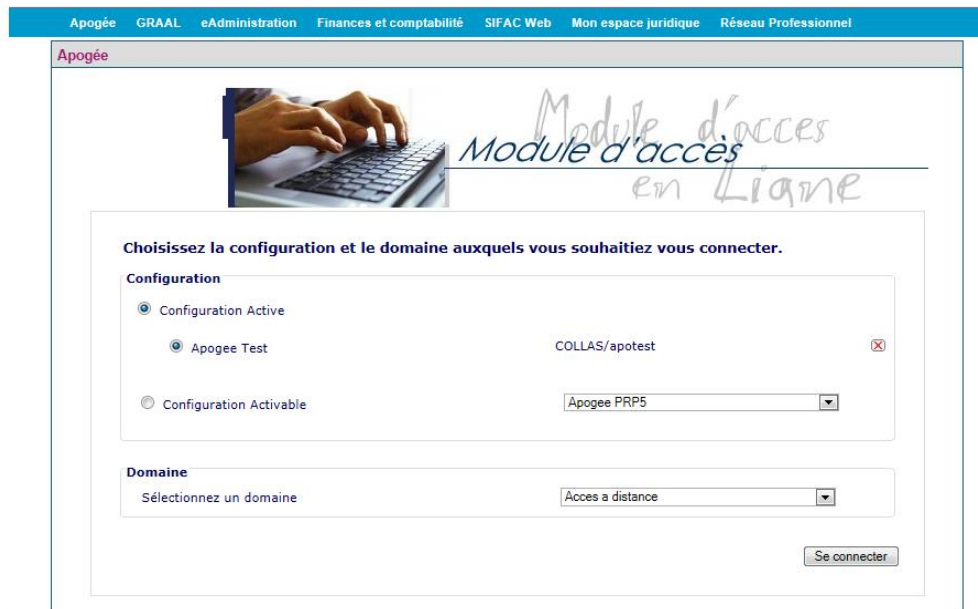 Apogée GRAAL eAdministration Finances et comptabilité SIFAC Web Mon espace juridique Réseau Professionnel
Apogée
Module d'acces
Module d'accès
en Ligne
Choisissez la configuration et le domaine auxquels vous souhaitiez vous connecter.
Configuration
Configuration Active
Apogee Test COLLAS/apotest
Configuration Activable Apogee PRP5
Domaine
Sélectionnez un domaine Acces a distance
Se connecter